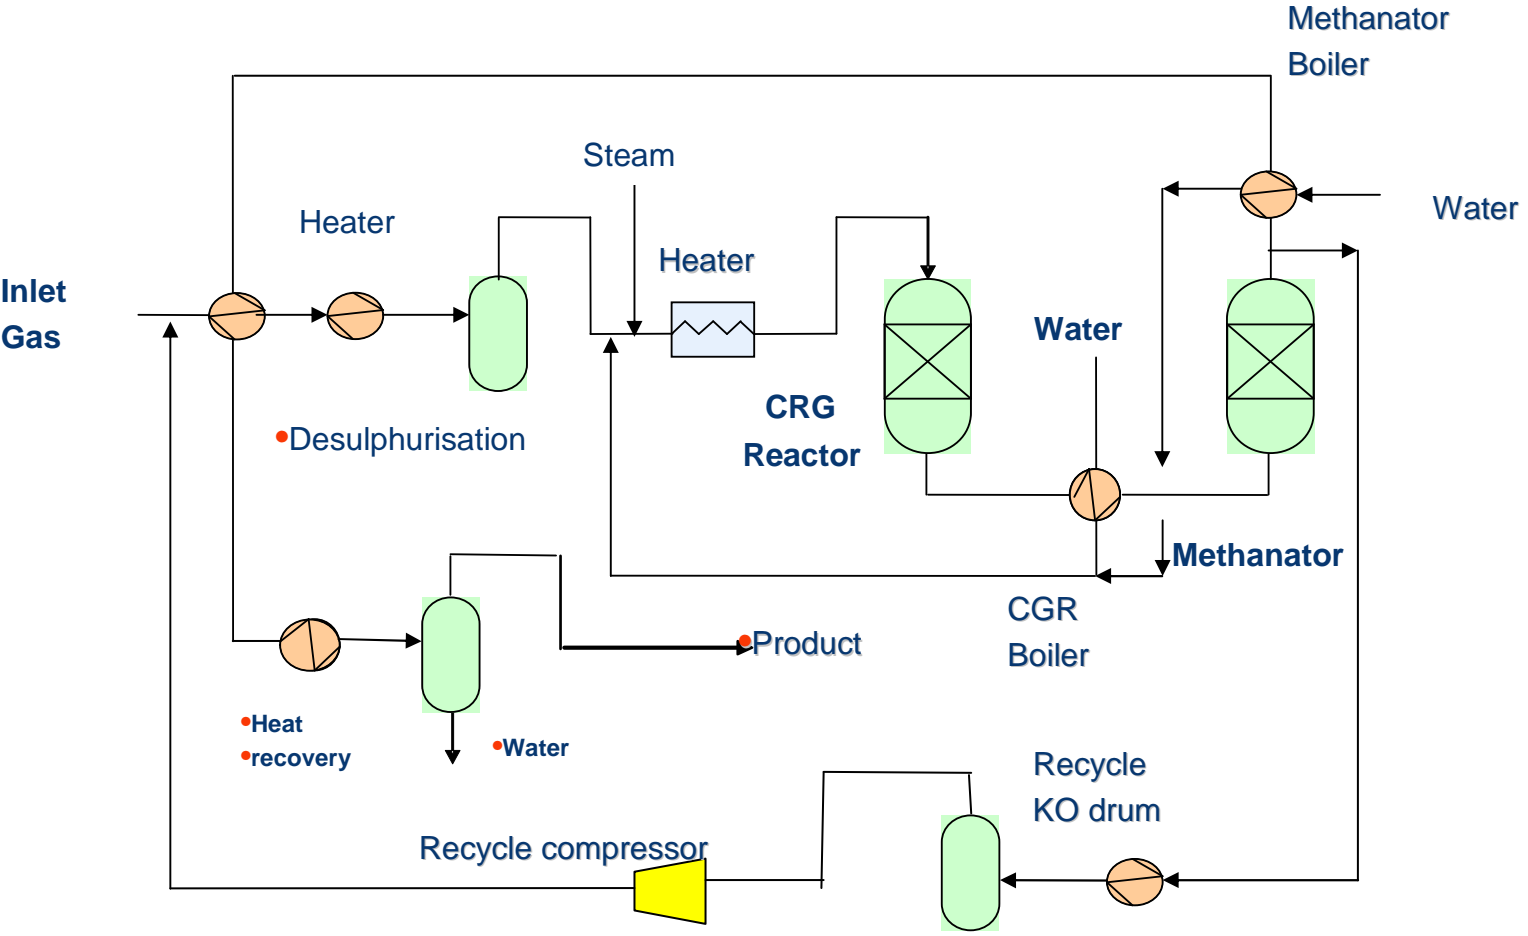 Methanator
Boiler
Steam
Heater
Water
Heater
Inlet
Gas
Water
CRG
Reactor
•Desulphurisation
Methanator
CGR
Boiler
•Product
•Heat
•recovery
•Water
Recycle
KO drum
Recycle compressor